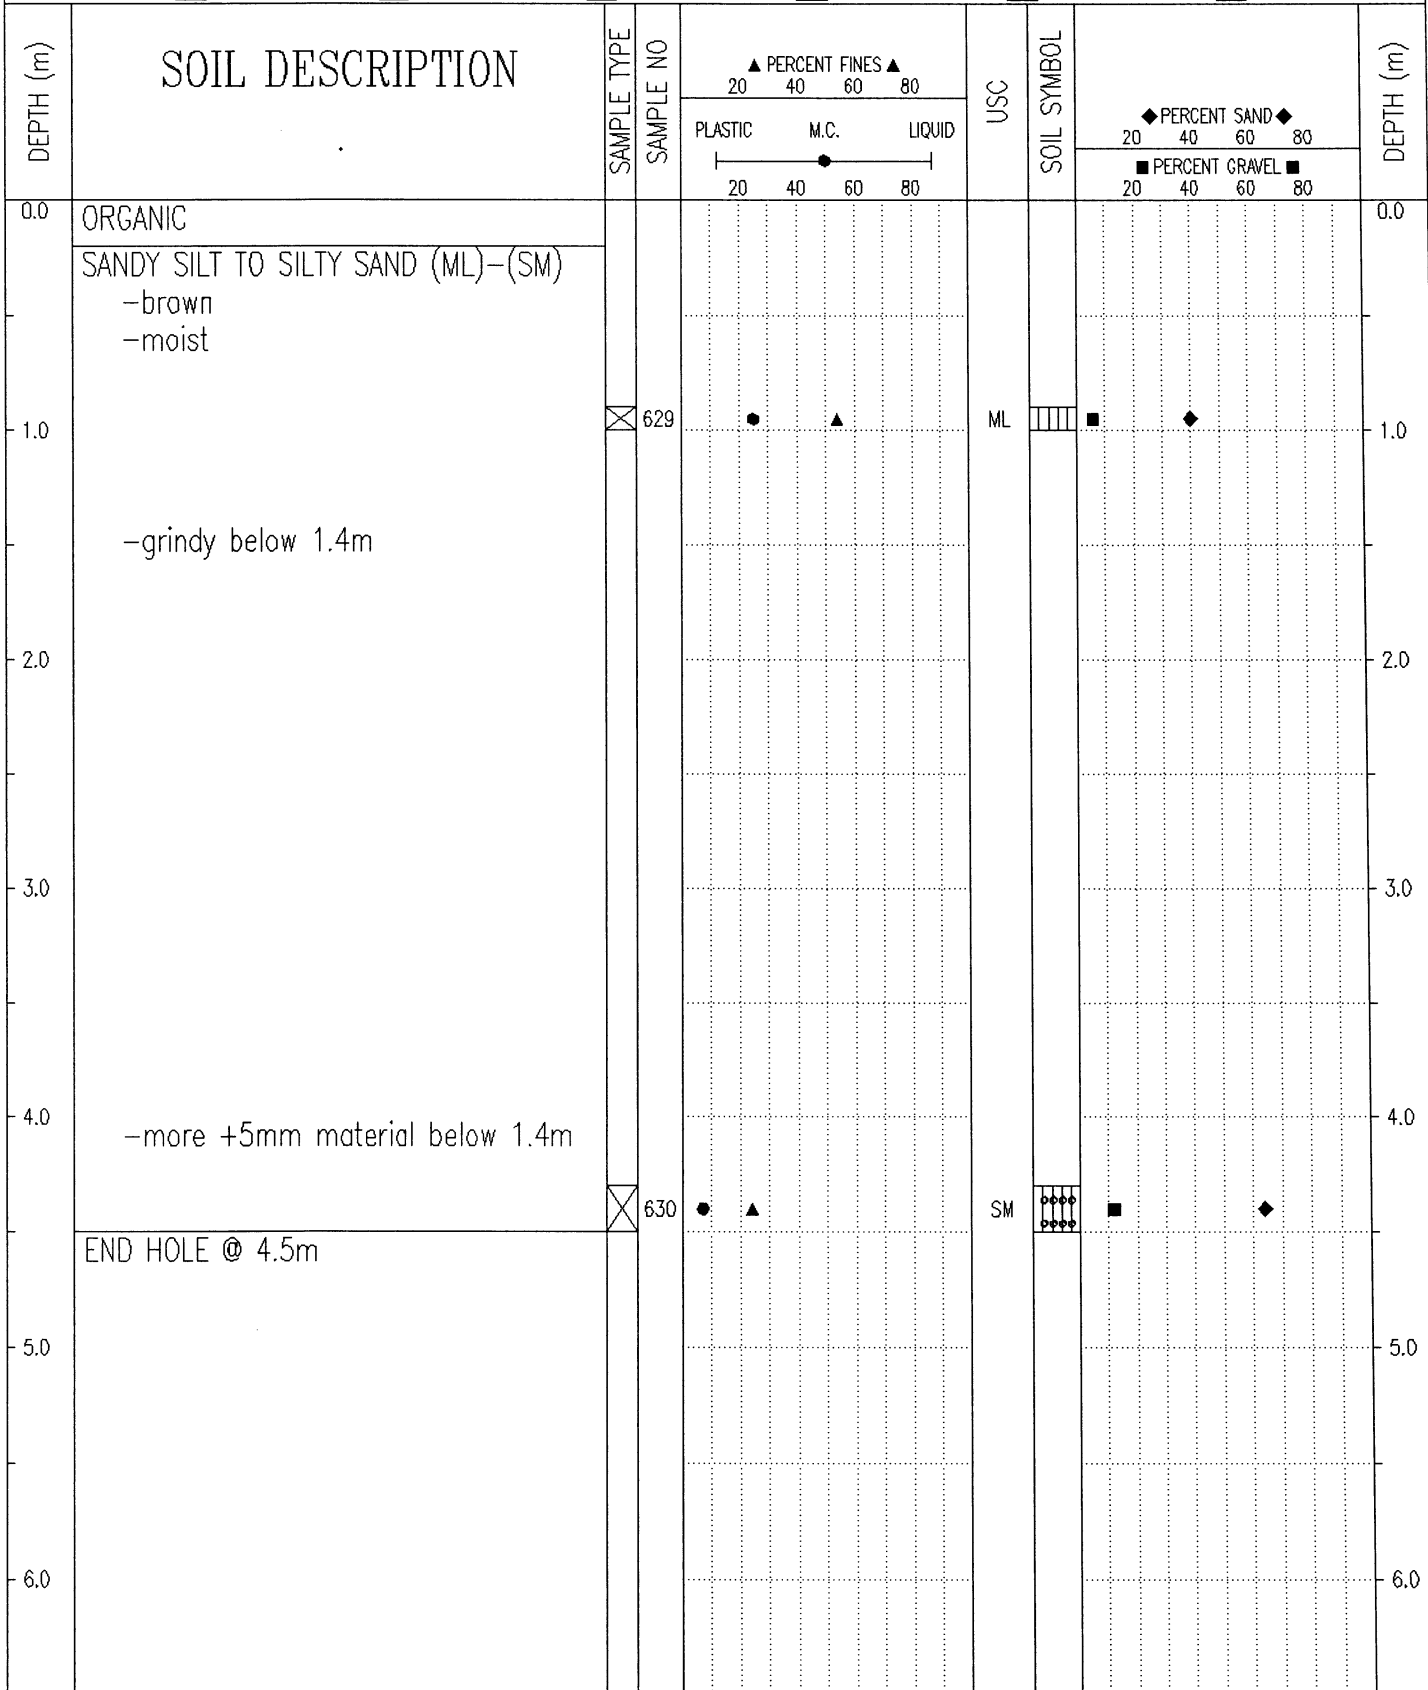 DEPTH (m)
SOIL DESCRIPTION
SAMPLE TYPE
SAMPLE NO
▲ PERCENT FINES ▲
20 40 60 80
PLASTIC M.C. LIQUID
20 40 60 80
USC
SOIL SYMBOL
◆PERCENT SAND◆
20 40 60 80
■ PERCENT GRAVEL ■
20 40 60 80
DEPTH (m)
0.0 0.0
ORGANIC
SANDY SILT TO SILTY SAND (ML)-(SM)
-brown
-moist
629 ML
1.0 1.0
-grindy below 1.4m
2.0 2.0
3.0 3.0
4.0 4.0
-more +5mm material below 1.4m
630 SM
END HOLE @ 4.5m
5.0 5.0
6.0 6.0